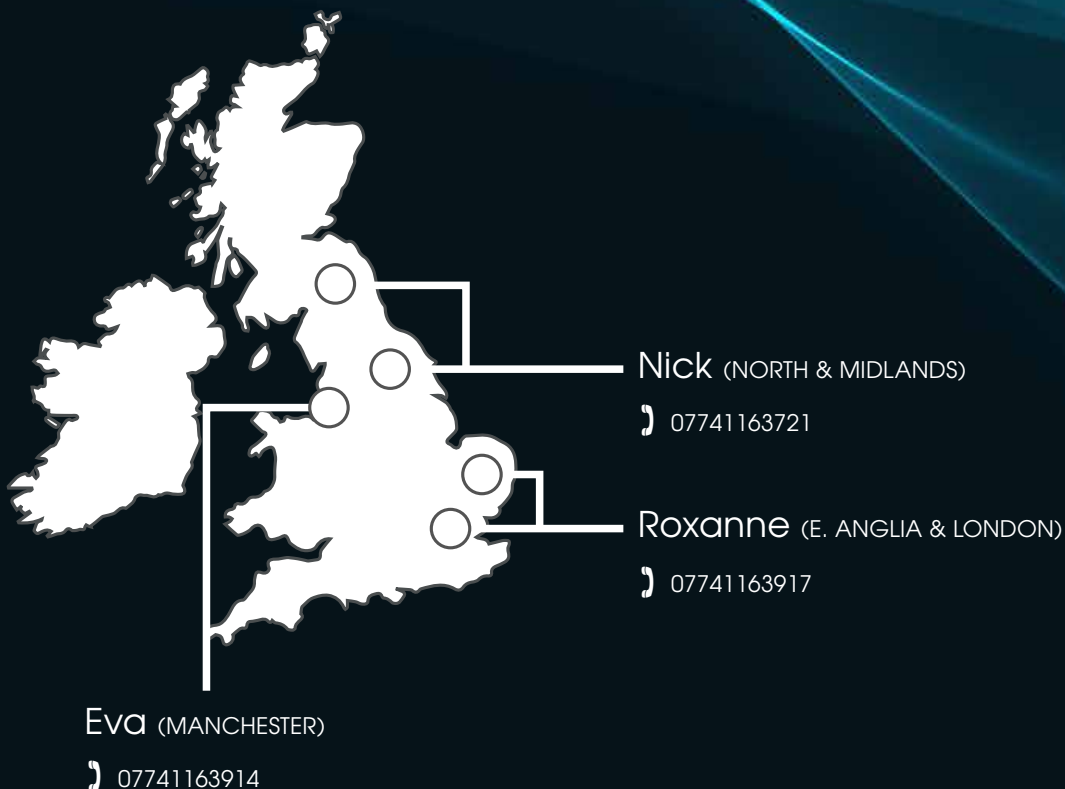 Nick (NORTH & MIDLANDS)
07741163721
Roxanne (E. ANGLIA & LONDON)
07741163917
Eva (MANCHESTER)
07741163914